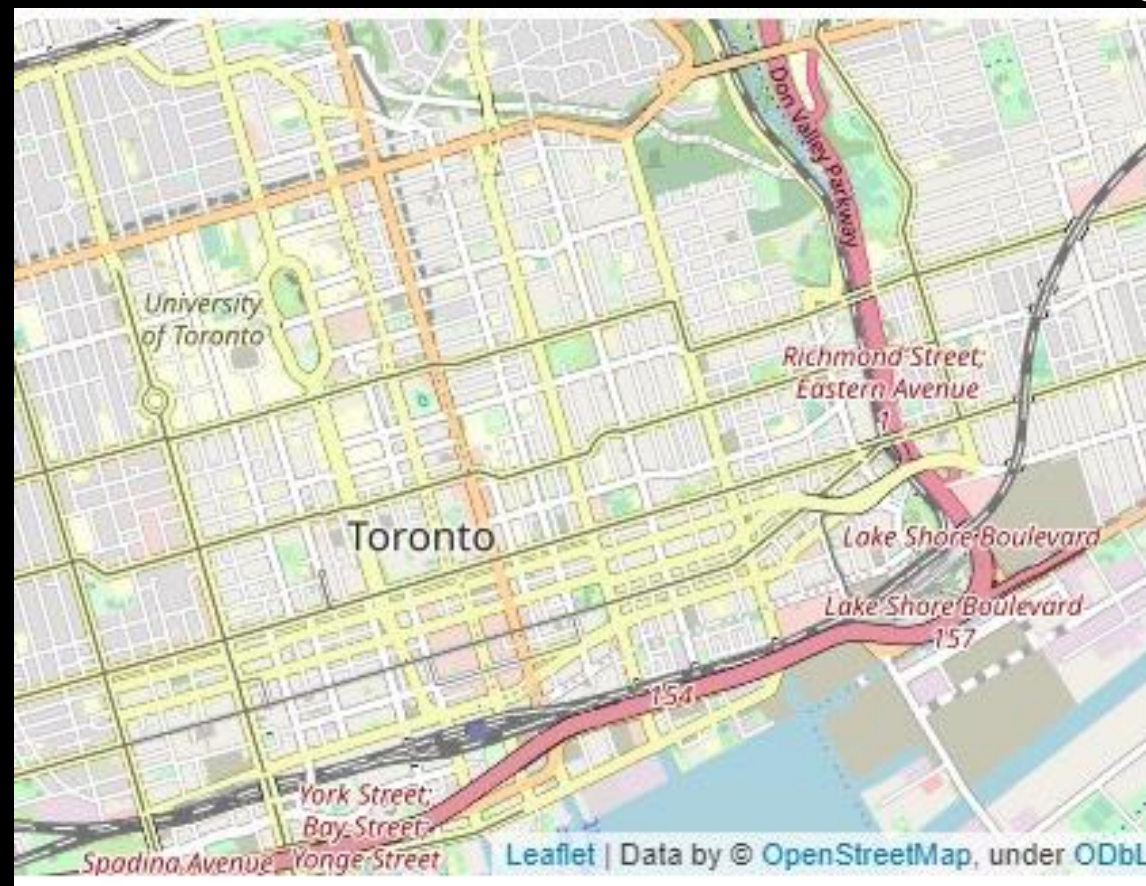 Don Valley Parkway
University
of Toronto
Richmond Street;
Eastern Avenue
1
Toronto
Lake Shore Boulevard
Lake Shore Boulevard
157
154
York Street;
Bay Street;
Yonge Street
Spadina Avenue
Leaflet | Data by © OpenStreetMap, under ODbL